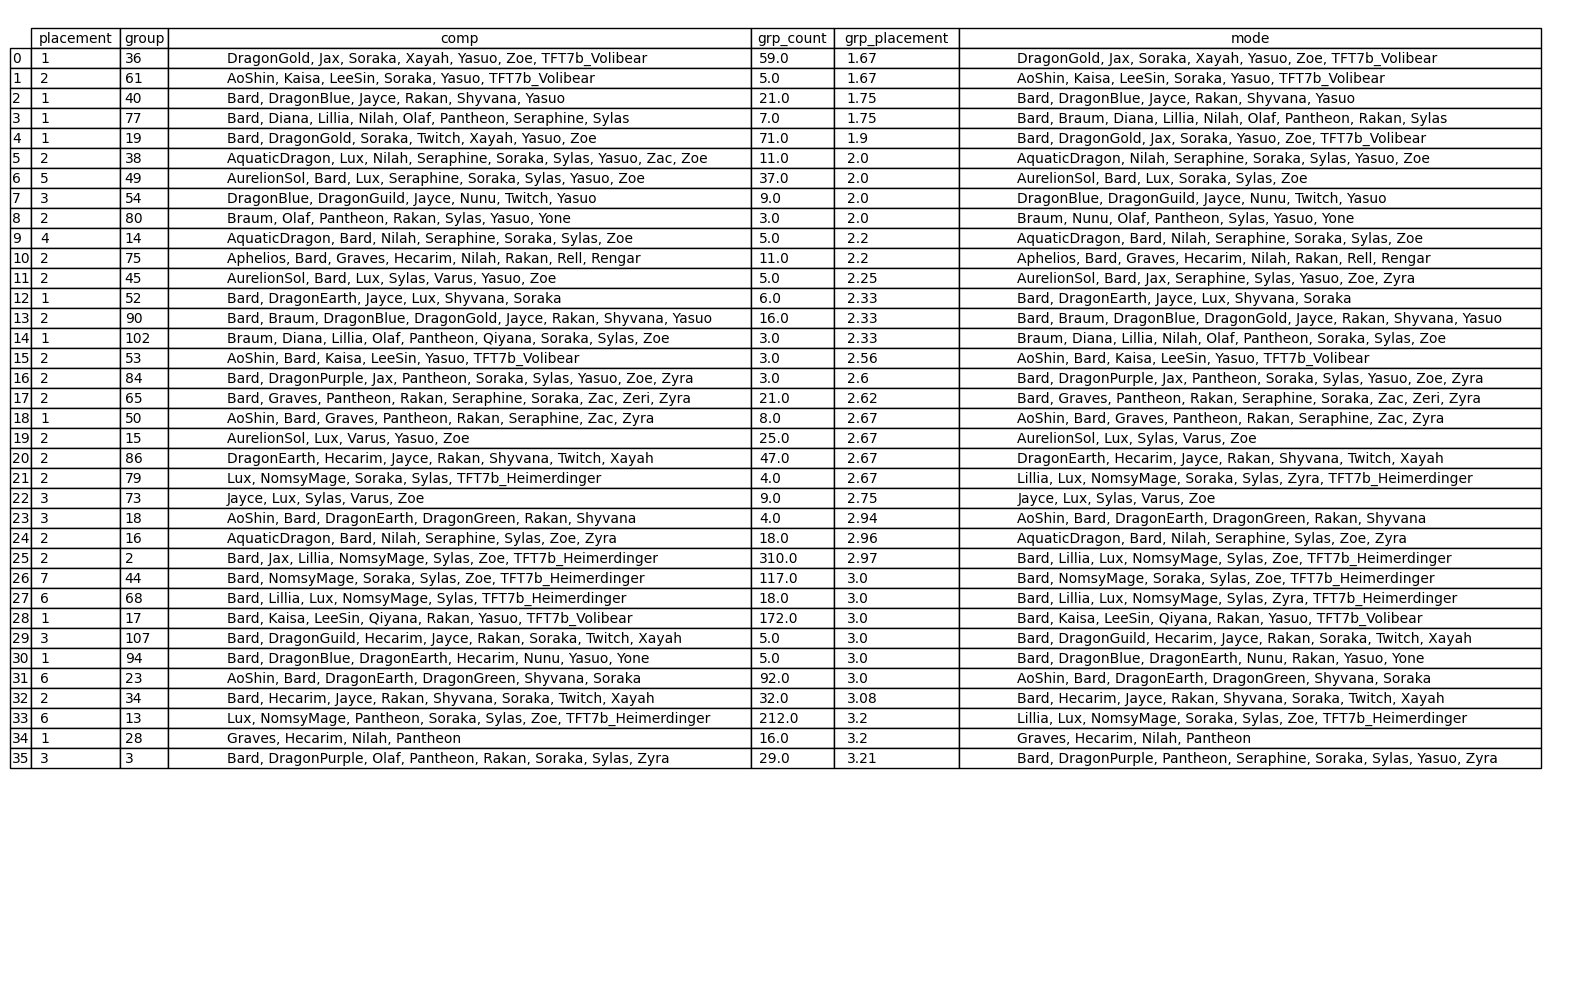 placement group comp grp_count grp_placement mode
0 1 36 DragonGold, Jax, Soraka, Xayah, Yasuo, Zoe, TFT7b_Volibear 59.0 1.67 DragonGold, Jax, Soraka, Xayah, Yasuo, Zoe, TFT7b_Volibear
1 2 61 AoShin, Kaisa, LeeSin, Soraka, Yasuo, TFT7b_Volibear 5.0 1.67 AoShin, Kaisa, LeeSin, Soraka, Yasuo, TFT7b_Volibear
2 1 40 Bard, DragonBlue, Jayce, Rakan, Shyvana, Yasuo 21.0 1.75 Bard, DragonBlue, Jayce, Rakan, Shyvana, Yasuo
3 1 77 Bard, Diana, Lillia, Nilah, Olaf, Pantheon, Seraphine, Sylas 7.0 1.75 Bard, Braum, Diana, Lillia, Nilah, Olaf, Pantheon, Rakan, Sylas
4 1 19 Bard, DragonGold, Soraka, Twitch, Xayah, Yasuo, Zoe 71.0 1.9 Bard, DragonGold, Jax, Soraka, Yasuo, Zoe, TFT7b_Volibear
5 2 38 AquaticDragon, Lux, Nilah, Seraphine, Soraka, Sylas, Yasuo, Zac, Zoe 11.0 2.0 AquaticDragon, Nilah, Seraphine, Soraka, Sylas, Yasuo, Zoe
6 5 49 AurelionSol, Bard, Lux, Seraphine, Soraka, Sylas, Yasuo, Zoe 37.0 2.0 AurelionSol, Bard, Lux, Soraka, Sylas, Zoe
7 3 54 DragonBlue, DragonGuild, Jayce, Nunu, Twitch, Yasuo 9.0 2.0 DragonBlue, DragonGuild, Jayce, Nunu, Twitch, Yasuo
8 2 80 Braum, Olaf, Pantheon, Rakan, Sylas, Yasuo, Yone 3.0 2.0 Braum, Nunu, Olaf, Pantheon, Sylas, Yasuo, Yone
9 4 14 AquaticDragon, Bard, Nilah, Seraphine, Soraka, Sylas, Zoe 5.0 2.2 AquaticDragon, Bard, Nilah, Seraphine, Soraka, Sylas, Zoe
10 2 75 Aphelios, Bard, Graves, Hecarim, Nilah, Rakan, Rell, Rengar 11.0 2.2 Aphelios, Bard, Graves, Hecarim, Nilah, Rakan, Rell, Rengar
11 2 45 AurelionSol, Bard, Lux, Sylas, Varus, Yasuo, Zoe 5.0 2.25 AurelionSol, Bard, Jax, Seraphine, Sylas, Yasuo, Zoe, Zyra
12 1 52 Bard, DragonEarth, Jayce, Lux, Shyvana, Soraka 6.0 2.33 Bard, DragonEarth, Jayce, Lux, Shyvana, Soraka
13 2 90 Bard, Braum, DragonBlue, DragonGold, Jayce, Rakan, Shyvana, Yasuo 16.0 2.33 Bard, Braum, DragonBlue, DragonGold, Jayce, Rakan, Shyvana, Yasuo
14 1 102 Braum, Diana, Lillia, Olaf, Pantheon, Qiyana, Soraka, Sylas, Zoe 3.0 2.33 Braum, Diana, Lillia, Nilah, Olaf, Pantheon, Soraka, Sylas, Zoe
15 2 53 AoShin, Bard, Kaisa, LeeSin, Yasuo, TFT7b_Volibear 3.0 2.56 AoShin, Bard, Kaisa, LeeSin, Yasuo, TFT7b_Volibear
16 2 84 Bard, DragonPurple, Jax, Pantheon, Soraka, Sylas, Yasuo, Zoe, Zyra 3.0 2.6 Bard, DragonPurple, Jax, Pantheon, Soraka, Sylas, Yasuo, Zoe, Zyra
17 2 65 Bard, Graves, Pantheon, Rakan, Seraphine, Soraka, Zac, Zeri, Zyra 21.0 2.62 Bard, Graves, Pantheon, Rakan, Seraphine, Soraka, Zac, Zeri, Zyra
18 1 50 AoShin, Bard, Graves, Pantheon, Rakan, Seraphine, Zac, Zyra 8.0 2.67 AoShin, Bard, Graves, Pantheon, Rakan, Seraphine, Zac, Zyra
19 2 15 AurelionSol, Lux, Varus, Yasuo, Zoe 25.0 2.67 AurelionSol, Lux, Sylas, Varus, Zoe
20 2 86 DragonEarth, Hecarim, Jayce, Rakan, Shyvana, Twitch, Xayah 47.0 2.67 DragonEarth, Hecarim, Jayce, Rakan, Shyvana, Twitch, Xayah
21 2 79 Lux, NomsyMage, Soraka, Sylas, TFT7b_Heimerdinger 4.0 2.67 Lillia, Lux, NomsyMage, Soraka, Sylas, Zyra, TFT7b_Heimerdinger
22 3 73 Jayce, Lux, Sylas, Varus, Zoe 9.0 2.75 Jayce, Lux, Sylas, Varus, Zoe
23 3 18 AoShin, Bard, DragonEarth, DragonGreen, Rakan, Shyvana 4.0 2.94 AoShin, Bard, DragonEarth, DragonGreen, Rakan, Shyvana
24 2 16 AquaticDragon, Bard, Nilah, Seraphine, Sylas, Zoe, Zyra 18.0 2.96 AquaticDragon, Bard, Nilah, Seraphine, Sylas, Zoe, Zyra
25 2 2 Bard, Jax, Lillia, NomsyMage, Sylas, Zoe, TFT7b_Heimerdinger 310.0 2.97 Bard, Lillia, Lux, NomsyMage, Sylas, Zoe, TFT7b_Heimerdinger
26 7 44 Bard, NomsyMage, Soraka, Sylas, Zoe, TFT7b_Heimerdinger 117.0 3.0 Bard, NomsyMage, Soraka, Sylas, Zoe, TFT7b_Heimerdinger
27 6 68 Bard, Lillia, Lux, NomsyMage, Sylas, TFT7b_Heimerdinger 18.0 3.0 Bard, Lillia, Lux, NomsyMage, Sylas, Zyra, TFT7b_Heimerdinger
28 1 17 Bard, Kaisa, LeeSin, Qiyana, Rakan, Yasuo, TFT7b_Volibear 172.0 3.0 Bard, Kaisa, LeeSin, Qiyana, Rakan, Yasuo, TFT7b_Volibear
29 3 107 Bard, DragonGuild, Hecarim, Jayce, Rakan, Soraka, Twitch, Xayah 5.0 3.0 Bard, DragonGuild, Hecarim, Jayce, Rakan, Soraka, Twitch, Xayah
30 1 94 Bard, DragonBlue, DragonEarth, Hecarim, Nunu, Yasuo, Yone 5.0 3.0 Bard, DragonBlue, DragonEarth, Nunu, Rakan, Yasuo, Yone
31 6 23 AoShin, Bard, DragonEarth, DragonGreen, Shyvana, Soraka 92.0 3.0 AoShin, Bard, DragonEarth, DragonGreen, Shyvana, Soraka
32 2 34 Bard, Hecarim, Jayce, Rakan, Shyvana, Soraka, Twitch, Xayah 32.0 3.08 Bard, Hecarim, Jayce, Rakan, Shyvana, Soraka, Twitch, Xayah
33 6 13 Lux, NomsyMage, Pantheon, Soraka, Sylas, Zoe, TFT7b_Heimerdinger 212.0 3.2 Lillia, Lux, NomsyMage, Soraka, Sylas, Zoe, TFT7b_Heimerdinger
34 1 28 Graves, Hecarim, Nilah, Pantheon 16.0 3.2 Graves, Hecarim, Nilah, Pantheon
35 3 3 Bard, DragonPurple, Olaf, Pantheon, Rakan, Soraka, Sylas, Zyra 29.0 3.21 Bard, DragonPurple, Pantheon, Seraphine, Soraka, Sylas, Yasuo, Zyra